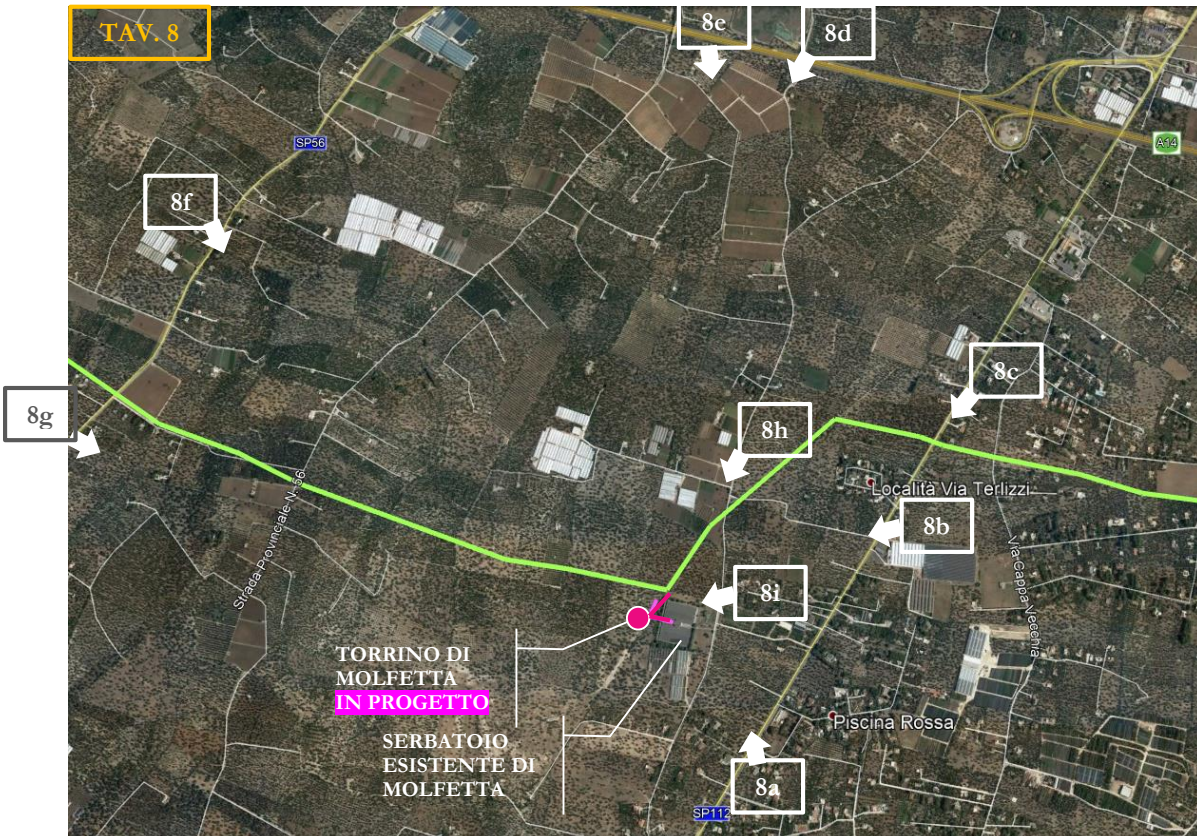 TAV. 8
8e
8d
SP56
A14
8f
8c
8g
8h
Località Via Terlizzi
8b
Strada Provinciale N. 56
Via Cappa Vecchia
8i
TORRINO DI
MOLFETTA
IN PROGETTO
Piscina Rossa
SERBATOIO
ESISTENTE DI
MOLFETTA
8a
SP112